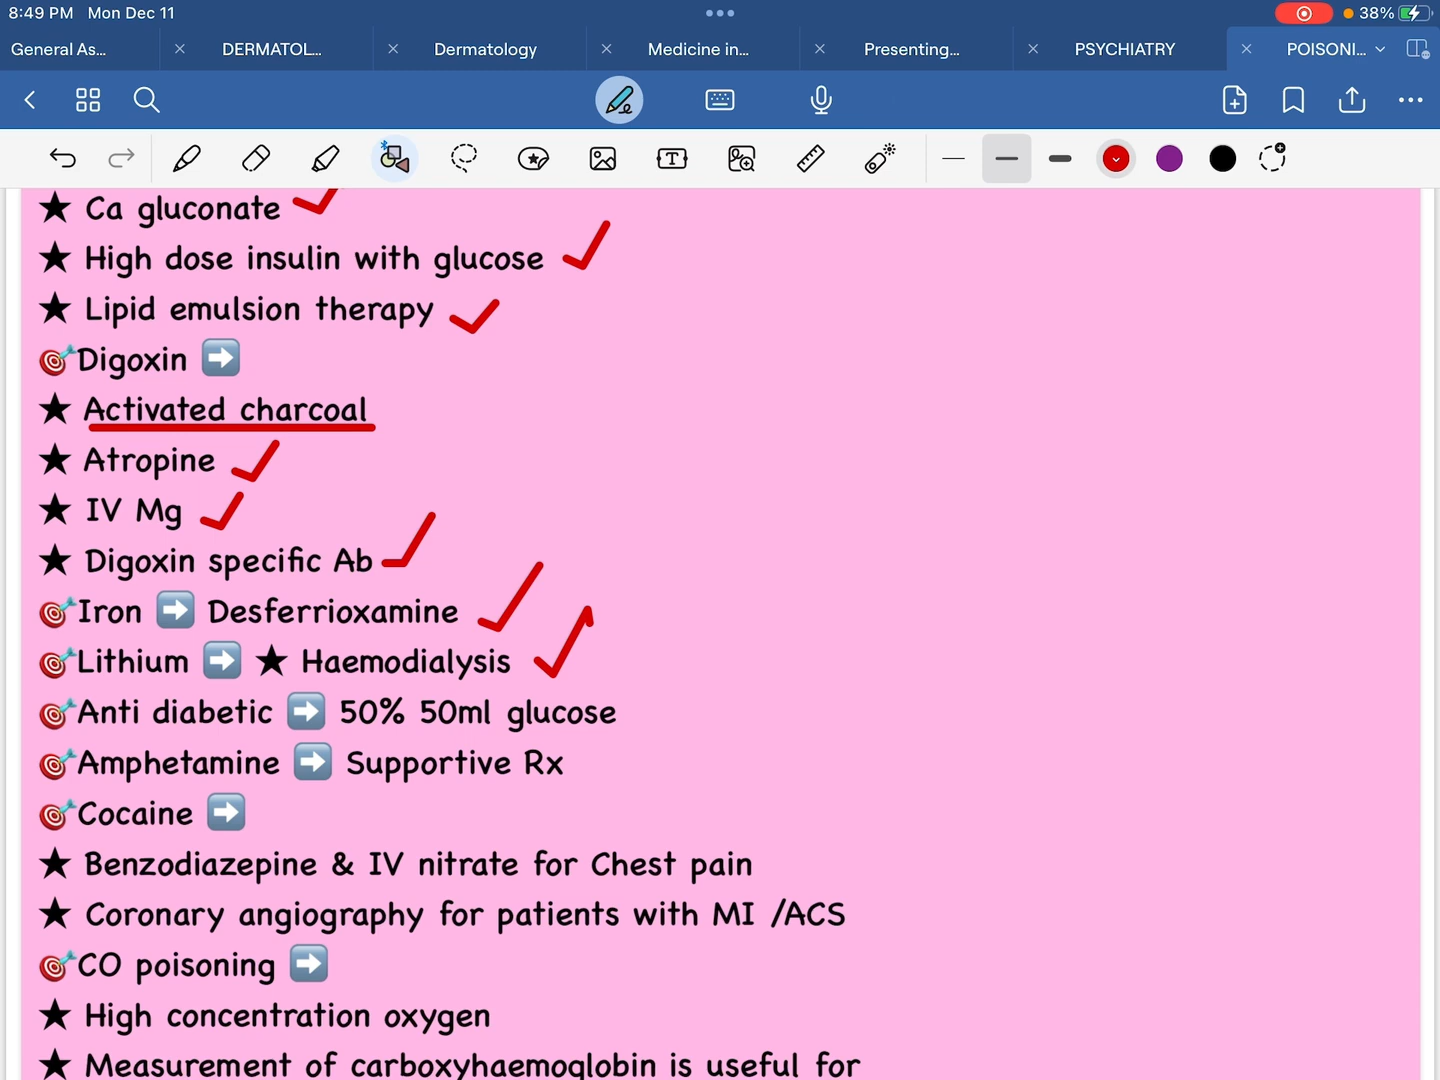 8:49 PM Mon Dec 11
38%
General As...
DERMATOL...
Dermatology
Medicine in...
Presenting...
PSYCHIATRY
POISONI...
★ Ca gluconate
★ High dose insulin with glucose
★ Lipid emulsion therapy
🎯Digoxin ➡️
★ Activated charcoal
★ Atropine
★ IV Mg
★ Digoxin specific Ab
🎯Iron ➡️ Desferrioxamine
🎯Lithium ➡️ ★ Haemodialysis
🎯Anti diabetic ➡️ 50% 50ml glucose
🎯Amphetamine ➡️ Supportive Rx
🎯Cocaine ➡️
★ Benzodiazepine & IV nitrate for Chest pain
★ Coronary angiography for patients with MI /ACS
🎯CO poisoning ➡️
★ High concentration oxygen
★ Measurement of carboxyhaemoglobin is useful for